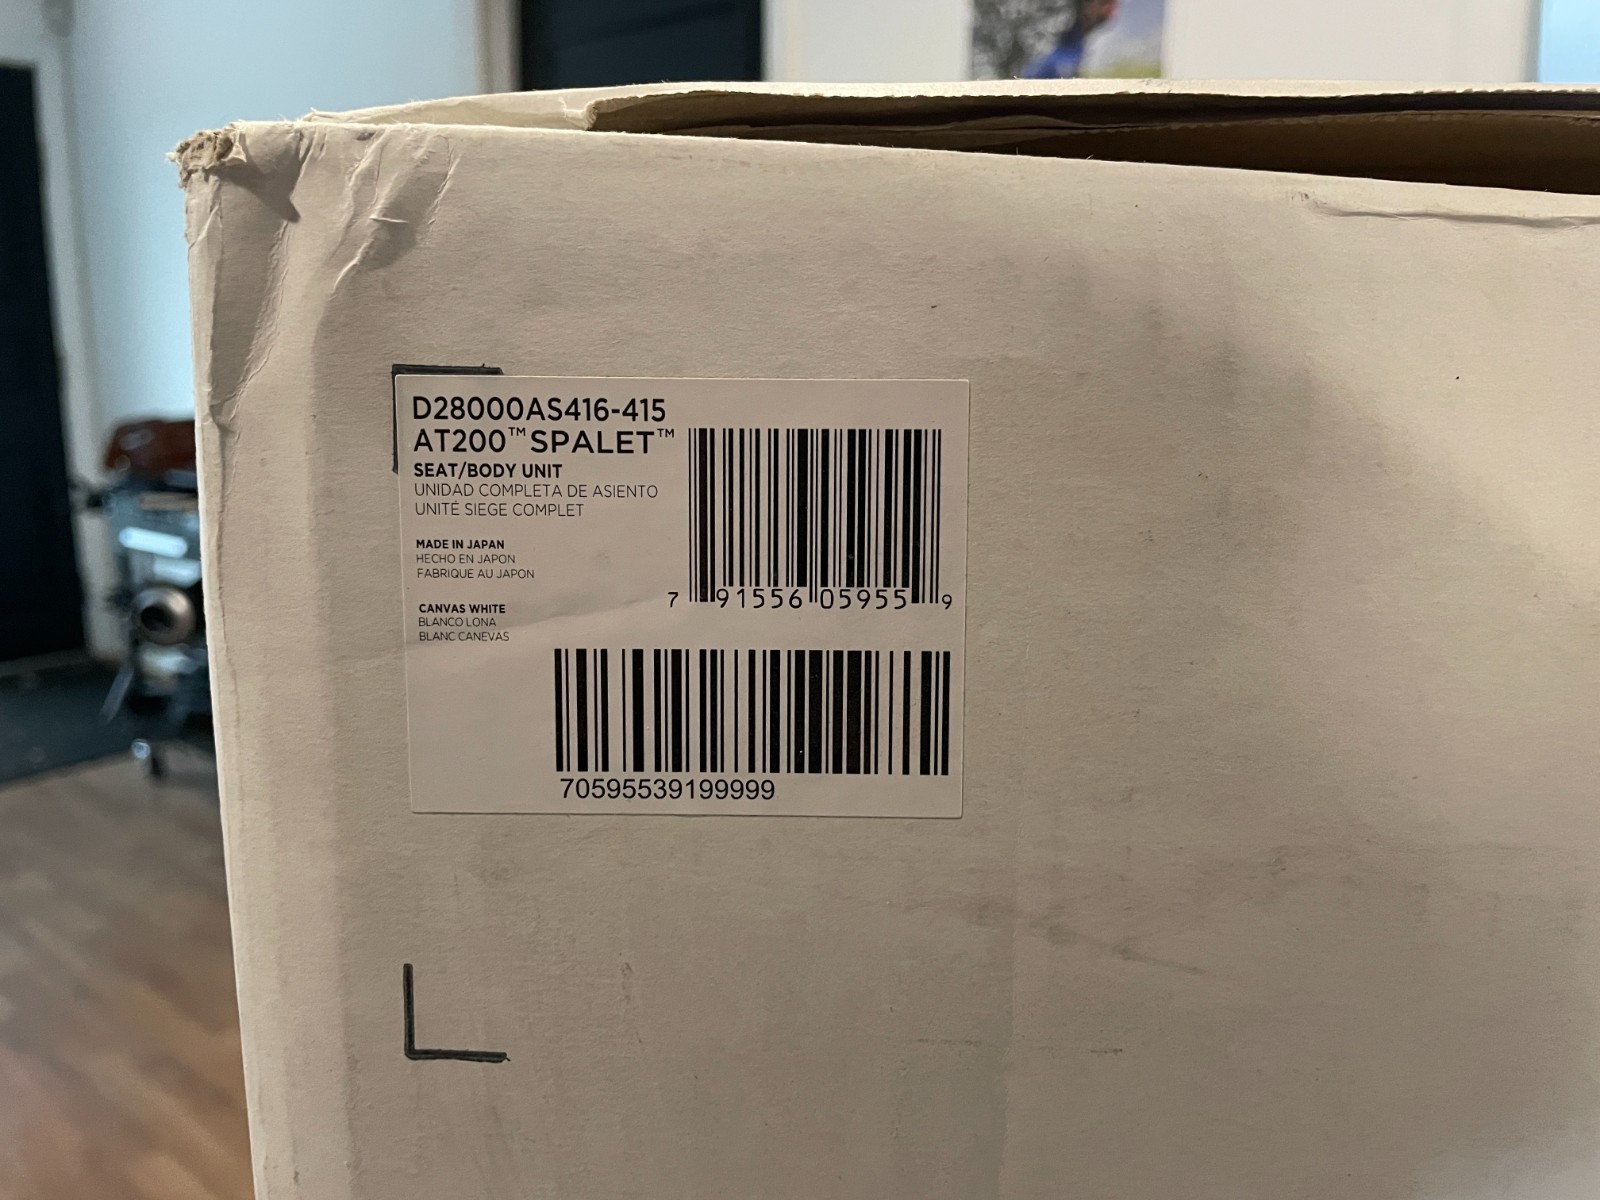 D28000AS416-415
AT200™ SPALET™
SEAT/BODY UNIT
UNIDAD COMPLETA DE ASIENTO
UNITÉ SIEGE COMPLET
MADE IN JAPAN
HECHO EN JAPON
FABRIQUE AU JAPON
7 91556 05955 9
CANVAS WHITE
BLANCO LONA
BLANC CANEVAS
70595539199999